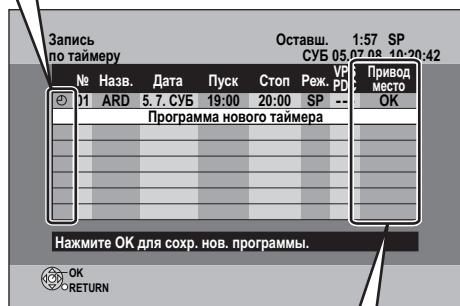 Запись Оставш. 1:57 SP
по таймеру СУБ 05.07.08 10:20:42
№ Назв. Дата Пуск Стоп Реж. VPS PDC Привод место
01 ARD 5. 7. СУБ 19:00 20:00 SP --- OK
Программа нового таймера
Нажмите OK для сохр. нов. программы.
OK
RETURN